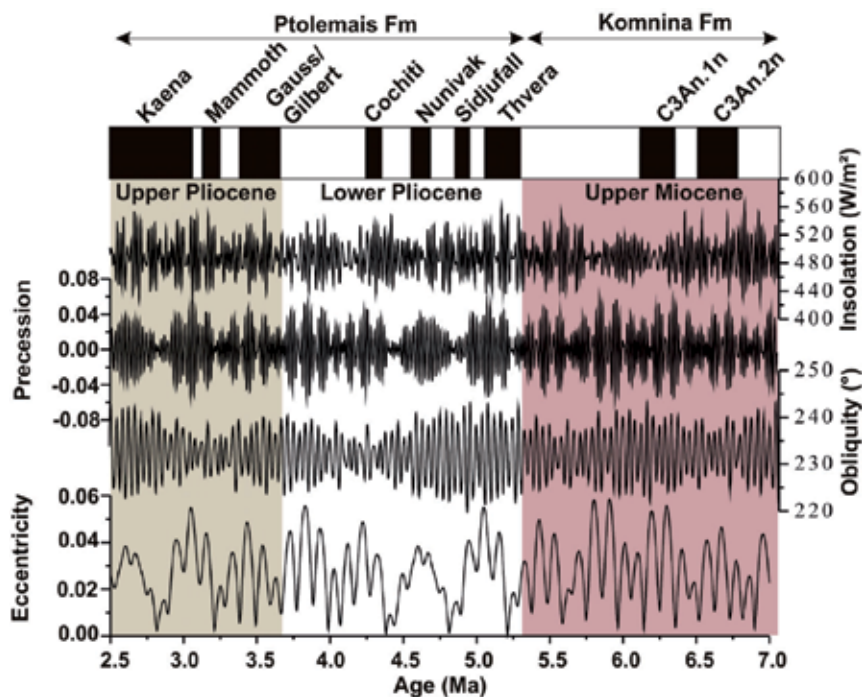 Ptolemais Fm
Komnina Fm
Kaena
Mammoth
Gauss/
Gilbert
Cochiti
Nunivak
Sidjufall
Thvera
C3An.1n
C3An.2n
Upper Pliocene
Lower Pliocene
Upper Miocene
600
560
520
480
440
400
Insolation (W/m²)
0.08
0.04
0.00
-0.04
-0.08
Precession
250
240
230
220
Obliquity (°)
0.06
0.04
0.02
0.00
Eccentricity
2.5 3.0 3.5 4.0 4.5 5.0 5.5 6.0 6.5 7.0
Age (Ma)